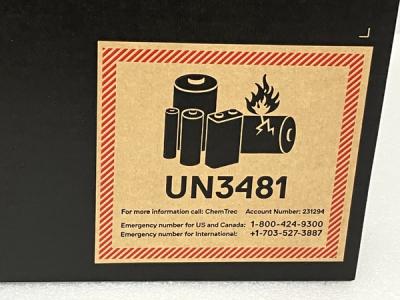 UN3481
For more information call: ChemTrec Account Number: 231294
Emergency number for US and Canada: 1-800-424-9300
Emergency number for International: +1-703-527-3887